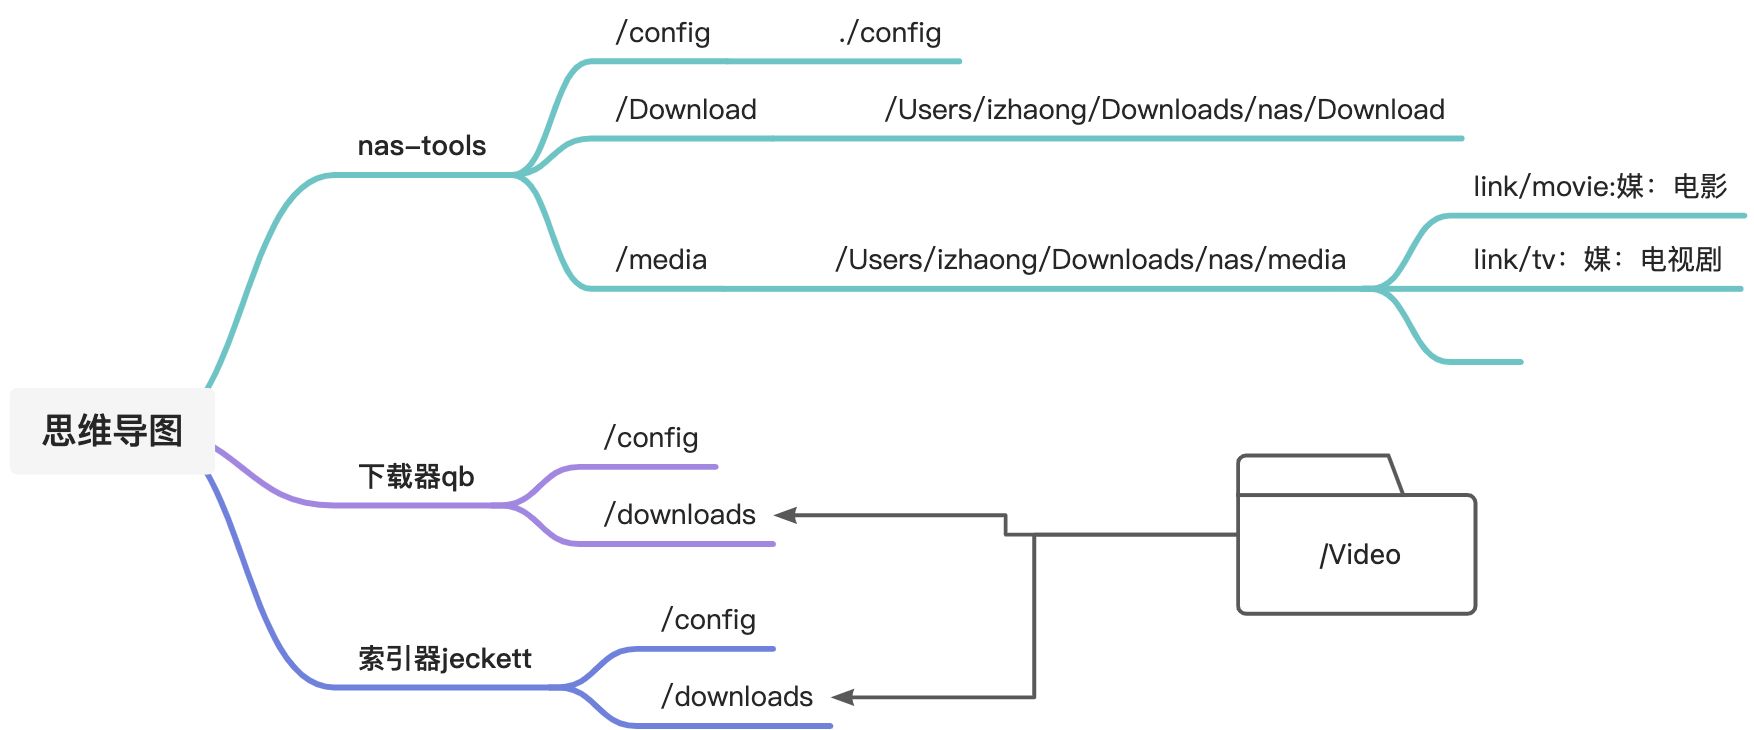 /config
./config
/Download
/Users/izhaong/Downloads/nas/Download
nas-tools
link/movie:媒：电影
/media
/Users/izhaong/Downloads/nas/media
link/tv：媒：电视剧
思维导图
/config
下载器qb
/downloads
/Video
/config
索引器jeckett
/downloads